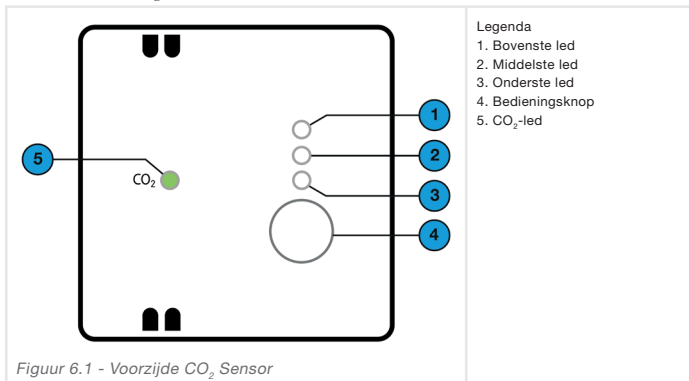 Legenda
1. Bovenste led
2. Middelste led
3. Onderste led
4. Bedieningsknop
5. CO₂-led
1
2
3
4
5
CO₂
Figuur 6.1 - Voorzijde CO₂ Sensor